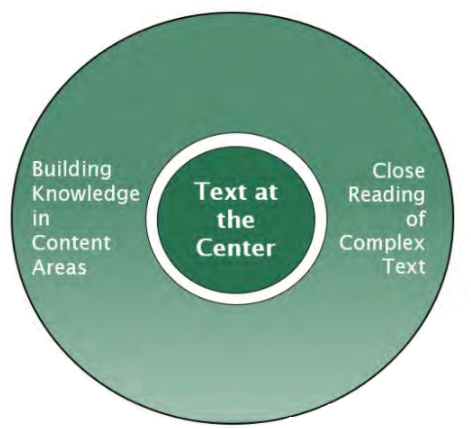 Building
Knowledge
in
Content
Areas
Text at
the
Center
Close
Reading
of
Complex
Text